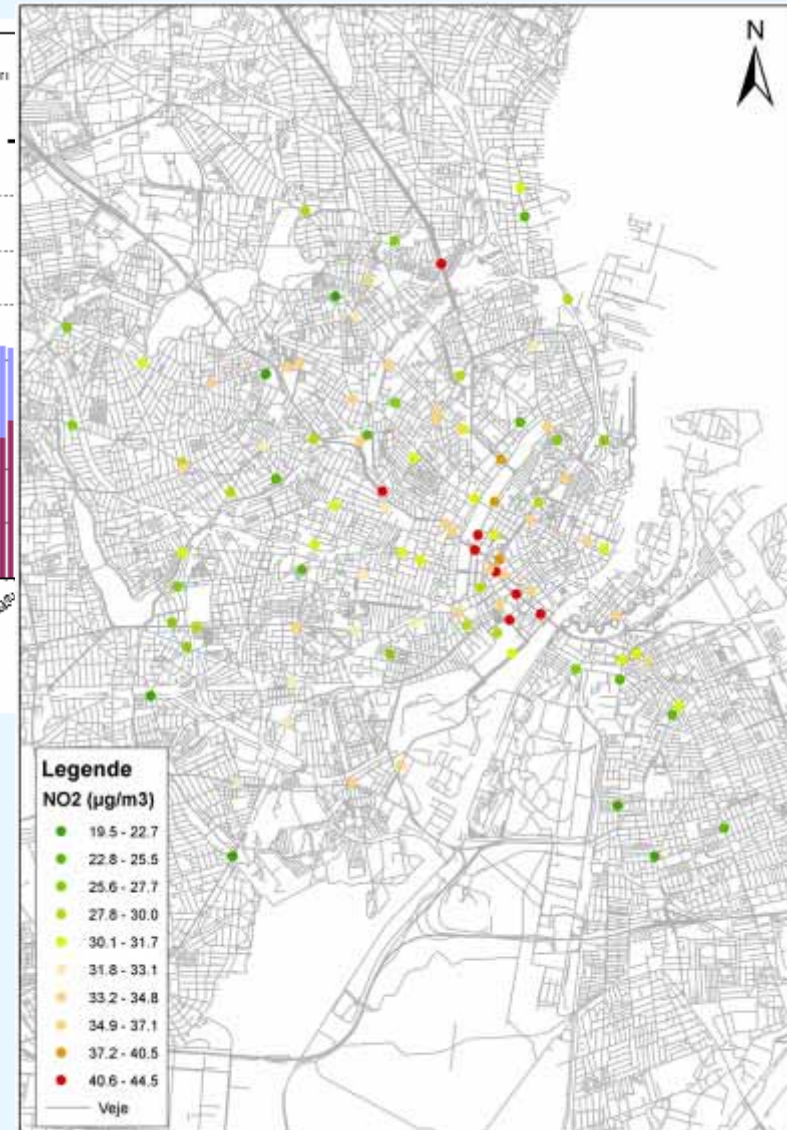 N
Legende
NO2 (µg/m3)
19.5 - 22.7
22.8 - 25.5
25.6 - 27.7
27.8 - 30.0
30.1 - 31.7
31.8 - 33.1
33.2 - 34.8
34.9 - 37.1
37.2 - 40.5
40.6 - 44.5
Veje